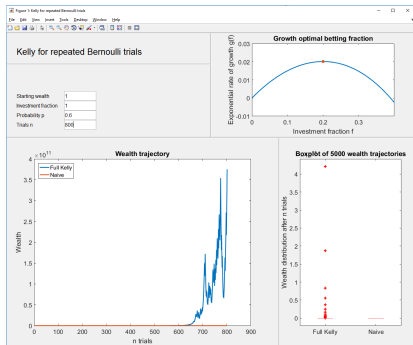 Figure 1: Kelly for repeated Bernoulli trials
File Edit View Insert Tools Desktop Window Help
Kelly for repeated Bernoulli trials
Starting wealth 1
Investment fraction 1
Probability p 0.6
Trials n 800
Growth optimal betting fraction
Exponential rate of growth g(f)
0.03
0.02
0.01
0
-0.01
0 0.1 0.2 0.3
Investment fraction f
Wealth trajectory
×10^11
Full Kelly
Naive
Wealth
4
3.5
3
2.5
2
1.5
1
0.5
0
0 100 200 300 400 500 600 700 800 900
n trials
Boxplot of 5000 wealth trajectories
Wealth distribution after n trials
4
3.5
3
2.5
2
1.5
1
0.5
0
Full Kelly Naive